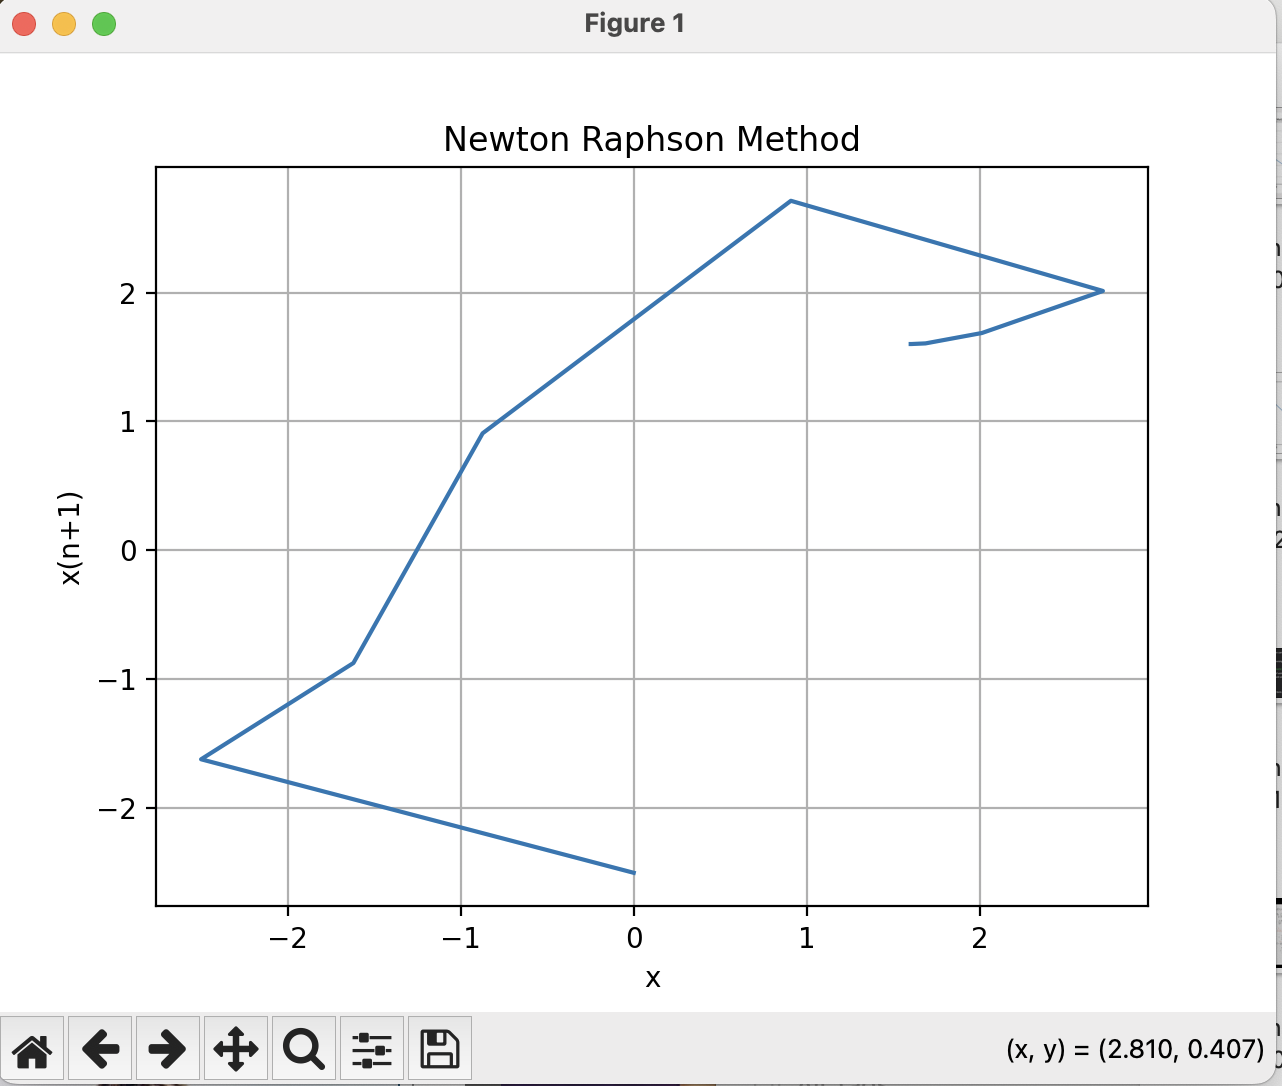 Figure 1
Newton Raphson Method
2
1
0
−1
−2
x(n+1)
−2 −1 0 1 2
x
(x, y) = (2.810, 0.407)